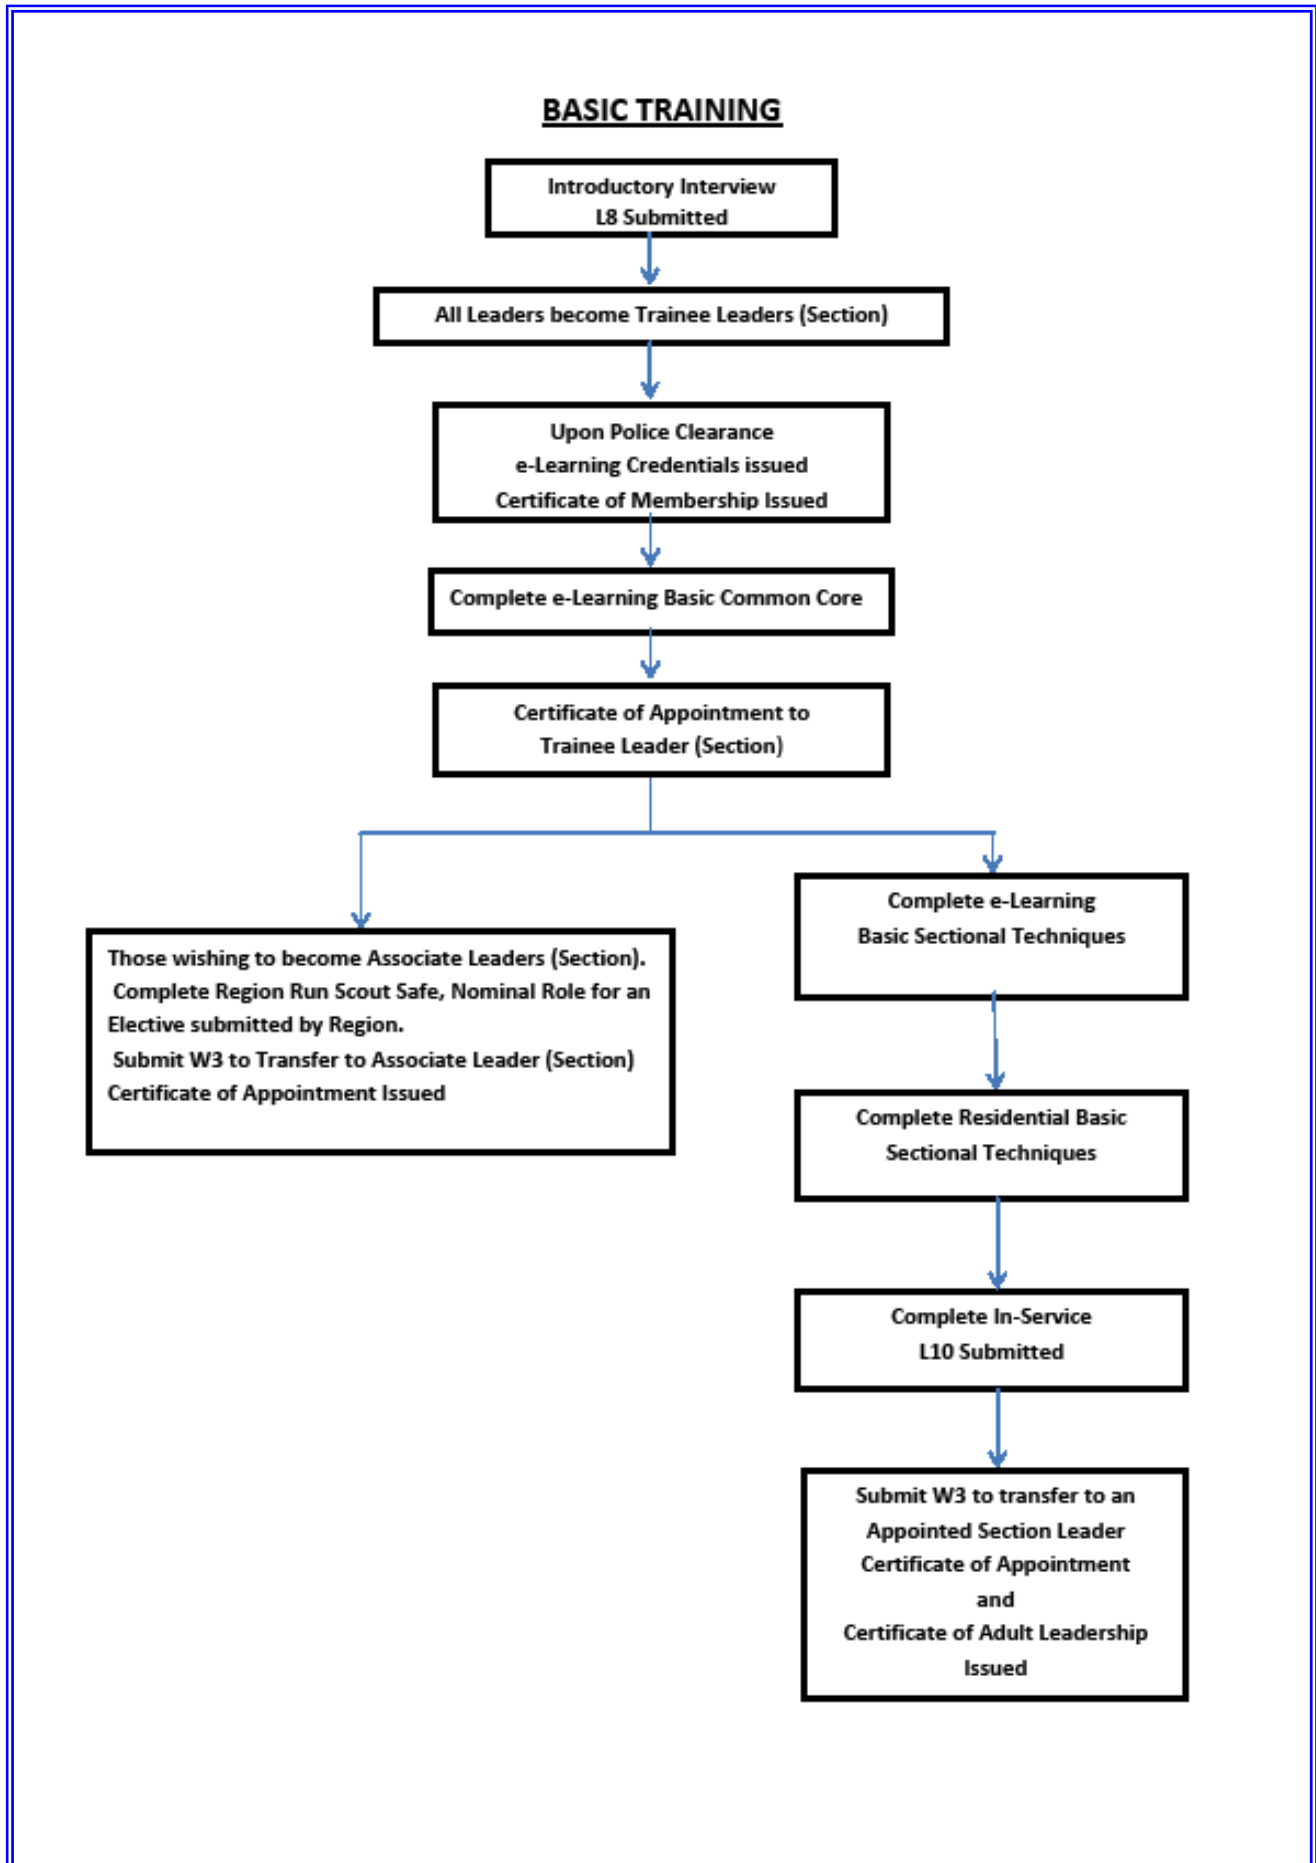 BASIC TRAINING
Introductory Interview
L8 Submitted
All Leaders become Trainee Leaders (Section)
Upon Police Clearance
e-Learning Credentials issued
Certificate of Membership Issued
Complete e-Learning Basic Common Core
Certificate of Appointment to
Trainee Leader (Section)
Those wishing to become Associate Leaders (Section).
Complete Region Run Scout Safe, Nominal Role for an
Elective submitted by Region.
Submit W3 to Transfer to Associate Leader (Section)
Certificate of Appointment Issued
Complete e-Learning
Basic Sectional Techniques
Complete Residential Basic
Sectional Techniques
Complete In-Service
L10 Submitted
Submit W3 to transfer to an
Appointed Section Leader
Certificate of Appointment
and
Certificate of Adult Leadership
Issued